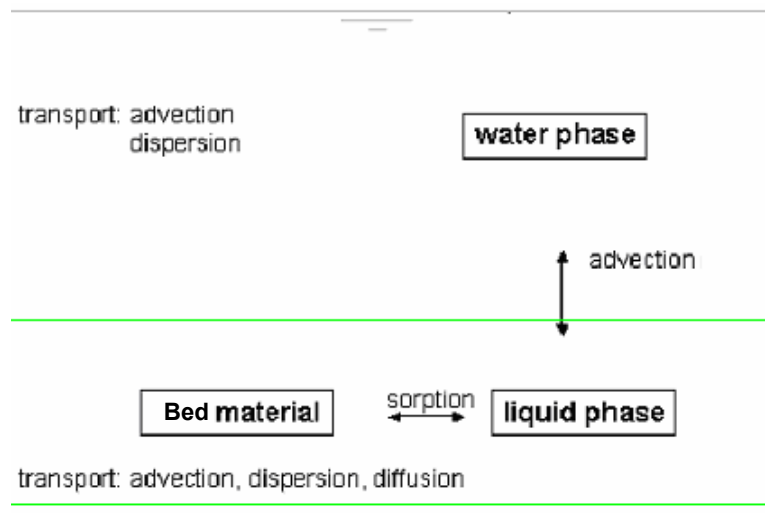 transport: advection
dispersion
water phase
advection
Bed material
sorption
liquid phase
transport: advection, dispersion, diffusion